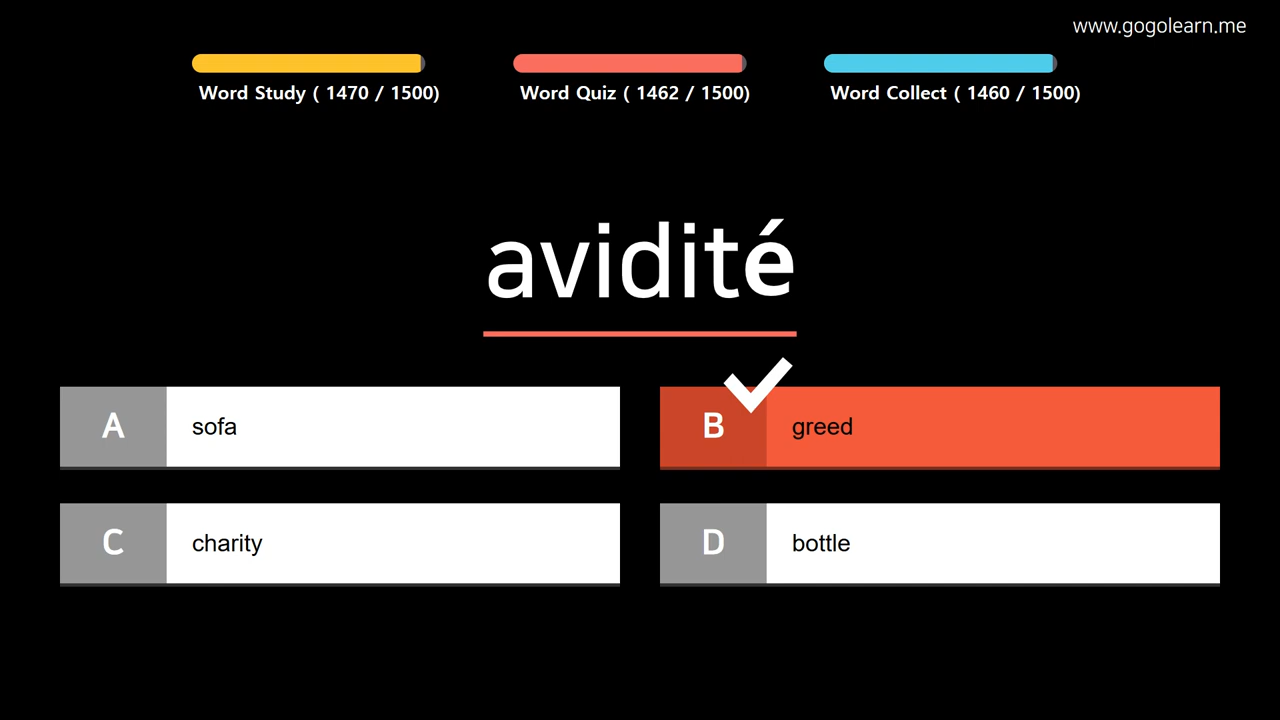 www.gogolearn.me
Word Study ( 1470 / 1500)
Word Quiz ( 1462 / 1500)
Word Collect ( 1460 / 1500)
avidité
A sofa
B greed
C charity
D bottle